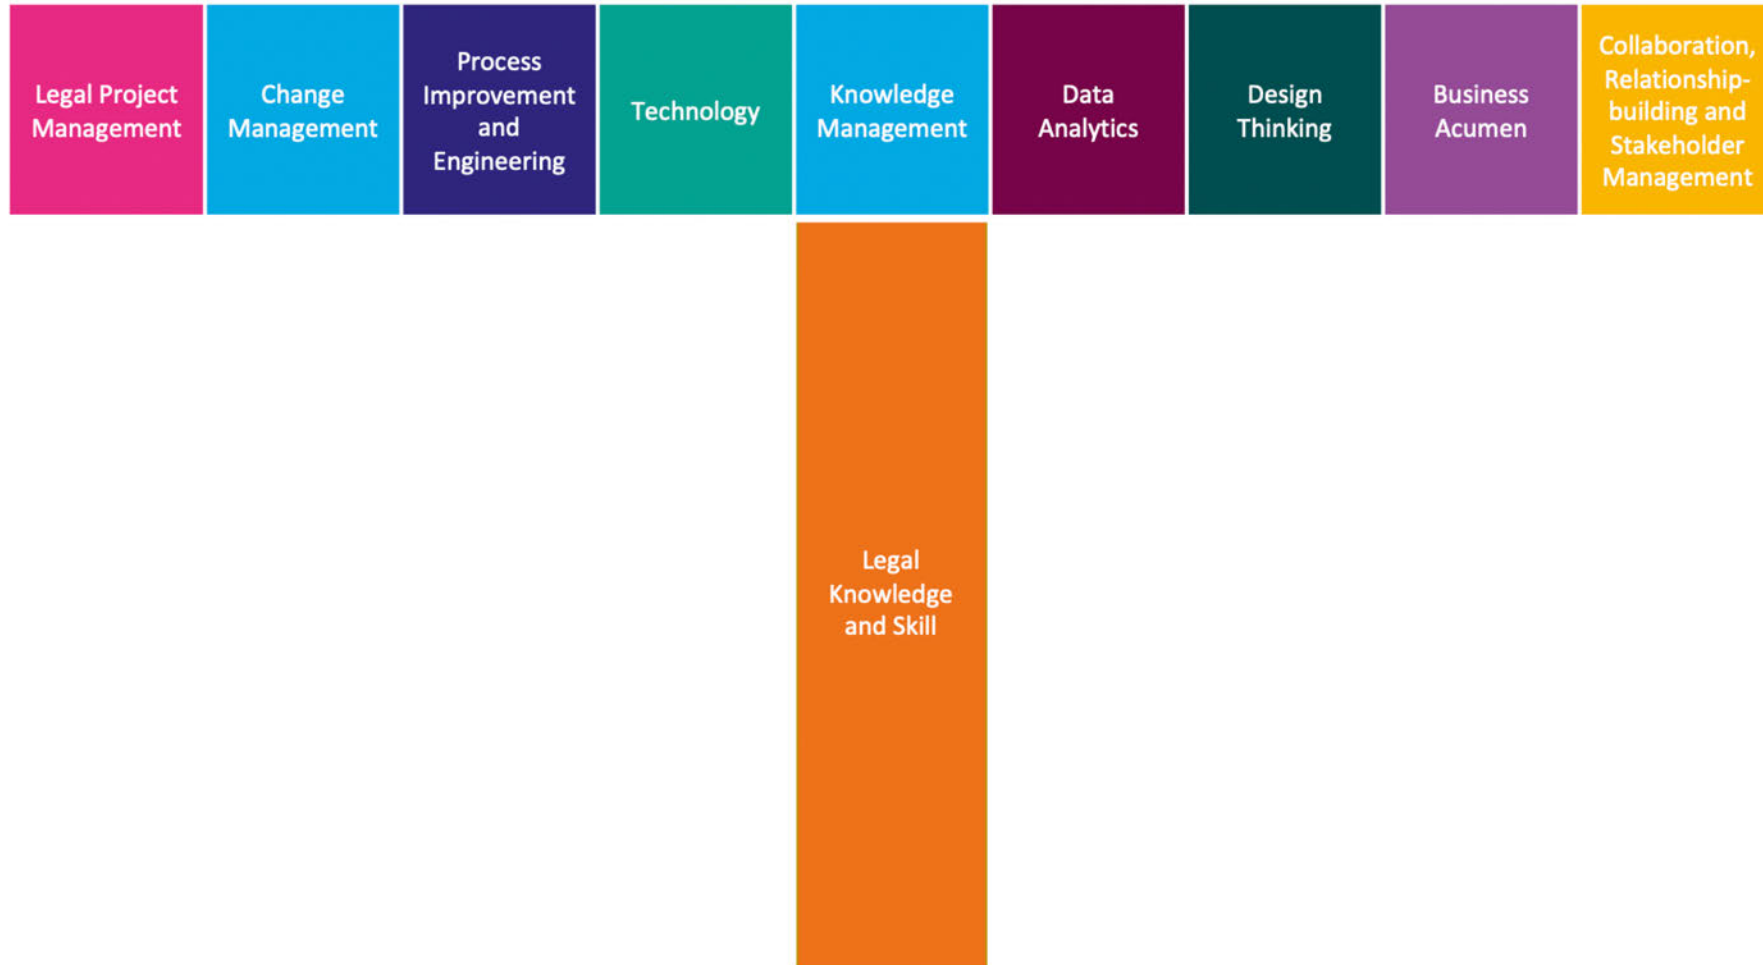 Legal Project
Management
Change
Management
Process
Improvement
and
Engineering
Technology
Knowledge
Management
Data
Analytics
Design
Thinking
Business
Acumen
Collaboration,
Relationship-
building and
Stakeholder
Management
Legal
Knowledge
and Skill